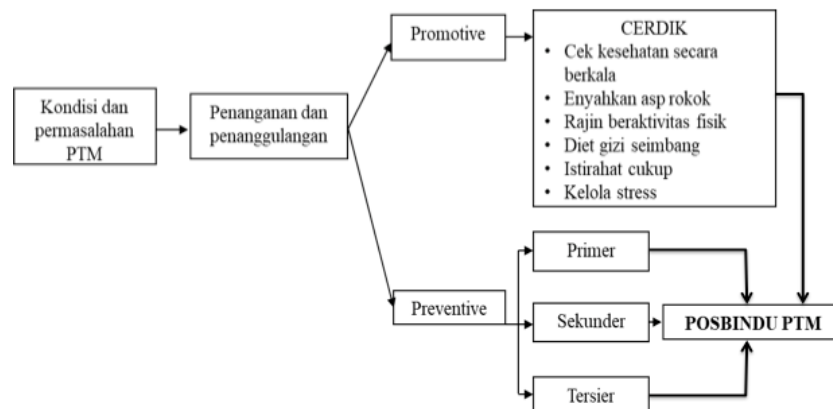 Kondisi dan
permasalahan
PTM
Penanganan dan
penanggulangan
Promotive
CERDIK
• Cek kesehatan secara
berkala
• Enyahkan asp rokok
• Rajin beraktivitas fisik
• Diet gizi seimbang
• Istirahat cukup
• Kelola stress
Preventive
Primer
Sekunder
Tersier
POSBINDU PTM